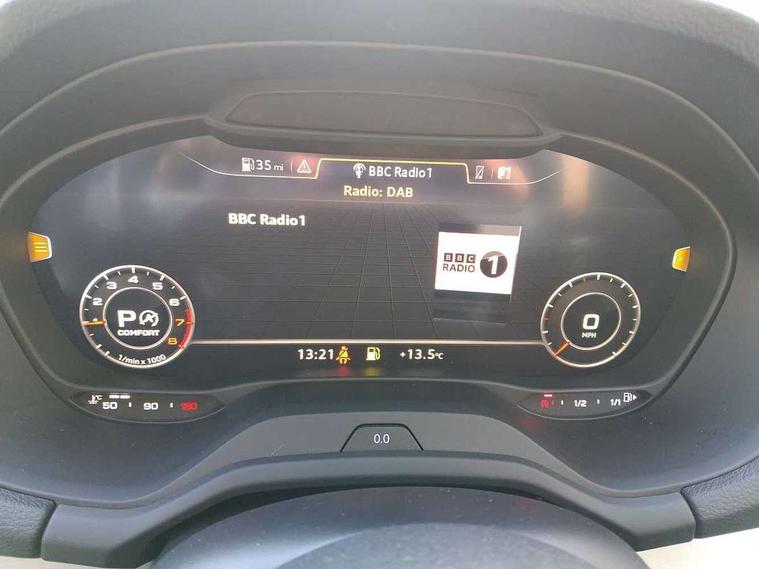 35 mi
BBC Radio1
Radio: DAB
BBC Radio1
BBC
RADIO 1
1 2 3 4 5 6 7 8
P
COMFORT
1/min x 1000
0
MPH
13:21
+13.5°C
°C
50 90 130
R 1/2 1/1
0.0